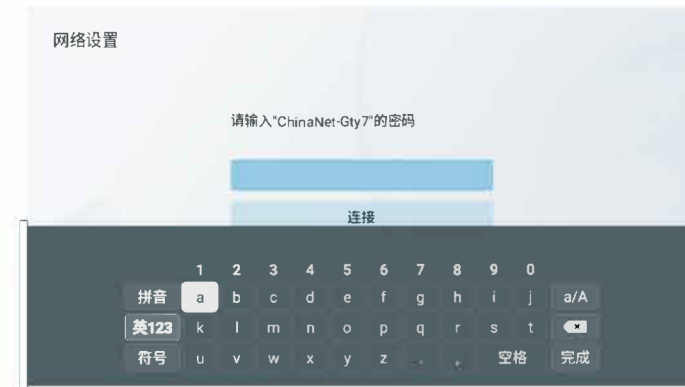 网络设置
请输入"ChinaNet-Gty7"的密码
连接
1 2 3 4 5 6 7 8 9 0
拼音 a b c d e f g h i j a/A
英123 k l m n o p q r s t
符号 u v w x y z 空格 完成